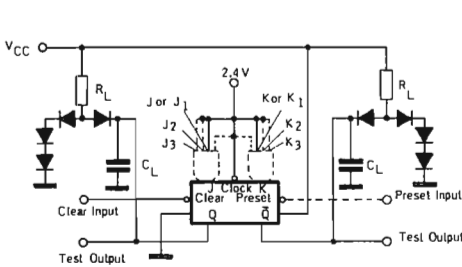 VCC
2.4V
RL
RL
J or J1
K or K1
J2
K2
J3
K3
CL
CL
J Clock K
Clear Preset
Clear Input
Preset Input
Q
Q̅
Test Output
Test Output